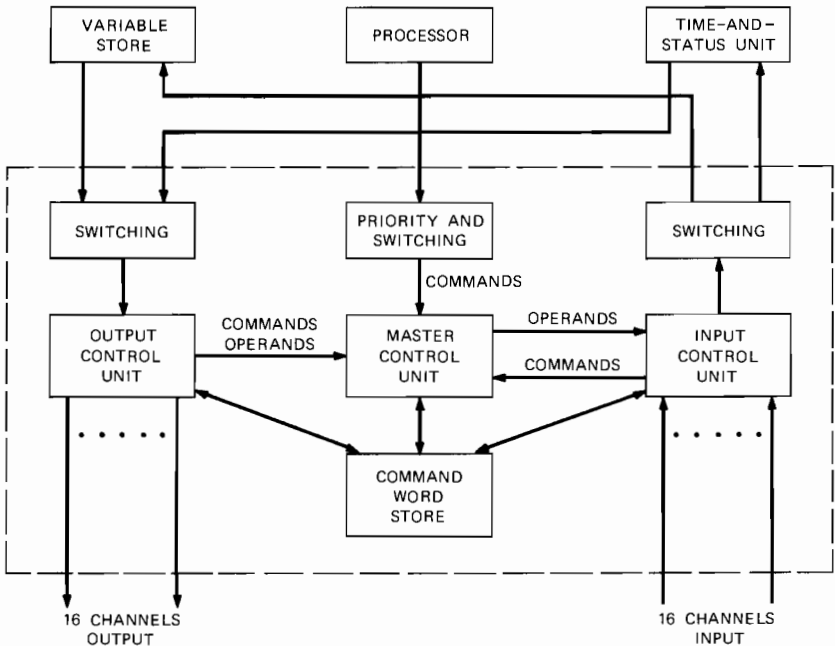 VARIABLE
STORE
PROCESSOR
TIME-AND-
STATUS UNIT
SWITCHING
PRIORITY AND
SWITCHING
SWITCHING
COMMANDS
OUTPUT
CONTROL
UNIT
COMMANDS
OPERANDS
MASTER
CONTROL
UNIT
OPERANDS
COMMANDS
INPUT
CONTROL
UNIT
COMMAND
WORD
STORE
16 CHANNELS
OUTPUT
16 CHANNELS
INPUT